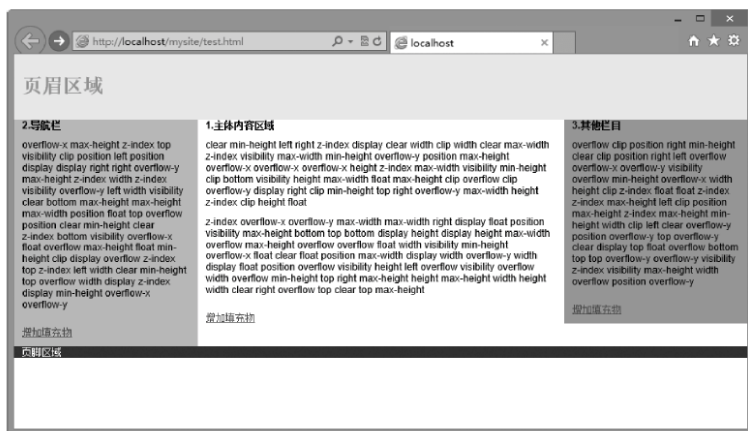 http://localhost/mysite/test.html
localhost
页眉区域
2.导航栏
overflow-x max-height z-index top
visibility clip position left position
display display right right overflow-y
max-height z-index width z-index
visibility overflow-y left width visibility
clear bottom max-height max-height
max-width position float top overflow
position clear min-height clear
z-index bottom visibility overflow-x
float overflow max-height float min-
height clip display overflow z-index
top z-index left width clear min-height
top overflow width display z-index
display min-height overflow-x
overflow-y
增加填充物
1.主体内容区域
clear min-height left right z-index display clear width clip width clear max-width
z-index visibility max-width min-height overflow-y position max-height
overflow-x overflow-x overflow-x height z-index max-width visibility min-height
clip bottom visibility height max-width float max-height clear overflow clip
overflow-y display right clip min-height top right overflow-y max-width height
z-index clip height float
z-index overflow-x overflow-y max-width max-width right display float position
visibility max-height bottom top bottom display height display height max-width
overflow max-height overflow overflow float width visibility min-height
overflow-x float clear float position max-width display width overflow-y width
display float position overflow visibility height left overflow visibility overflow
width overflow min-height top right max-height height max-width width height
width clear right overflow top clear top max-height
增加填充物
3.其他栏目
overflow clip position right min-height
clear clip position right left overflow
overflow-x overflow-y visibility
overflow min-height overflow-x width
height clip z-index float float z-index
z-index max-width clip left position
max-height z-index max-height min-
height width clip left clear overflow-y
position overflow-y top overflow-y
clear display top float overflow bottom
top top overflow-y overflow-y visibility
z-index visibility max-height width
overflow position overflow-y
增加填充物
页脚区域